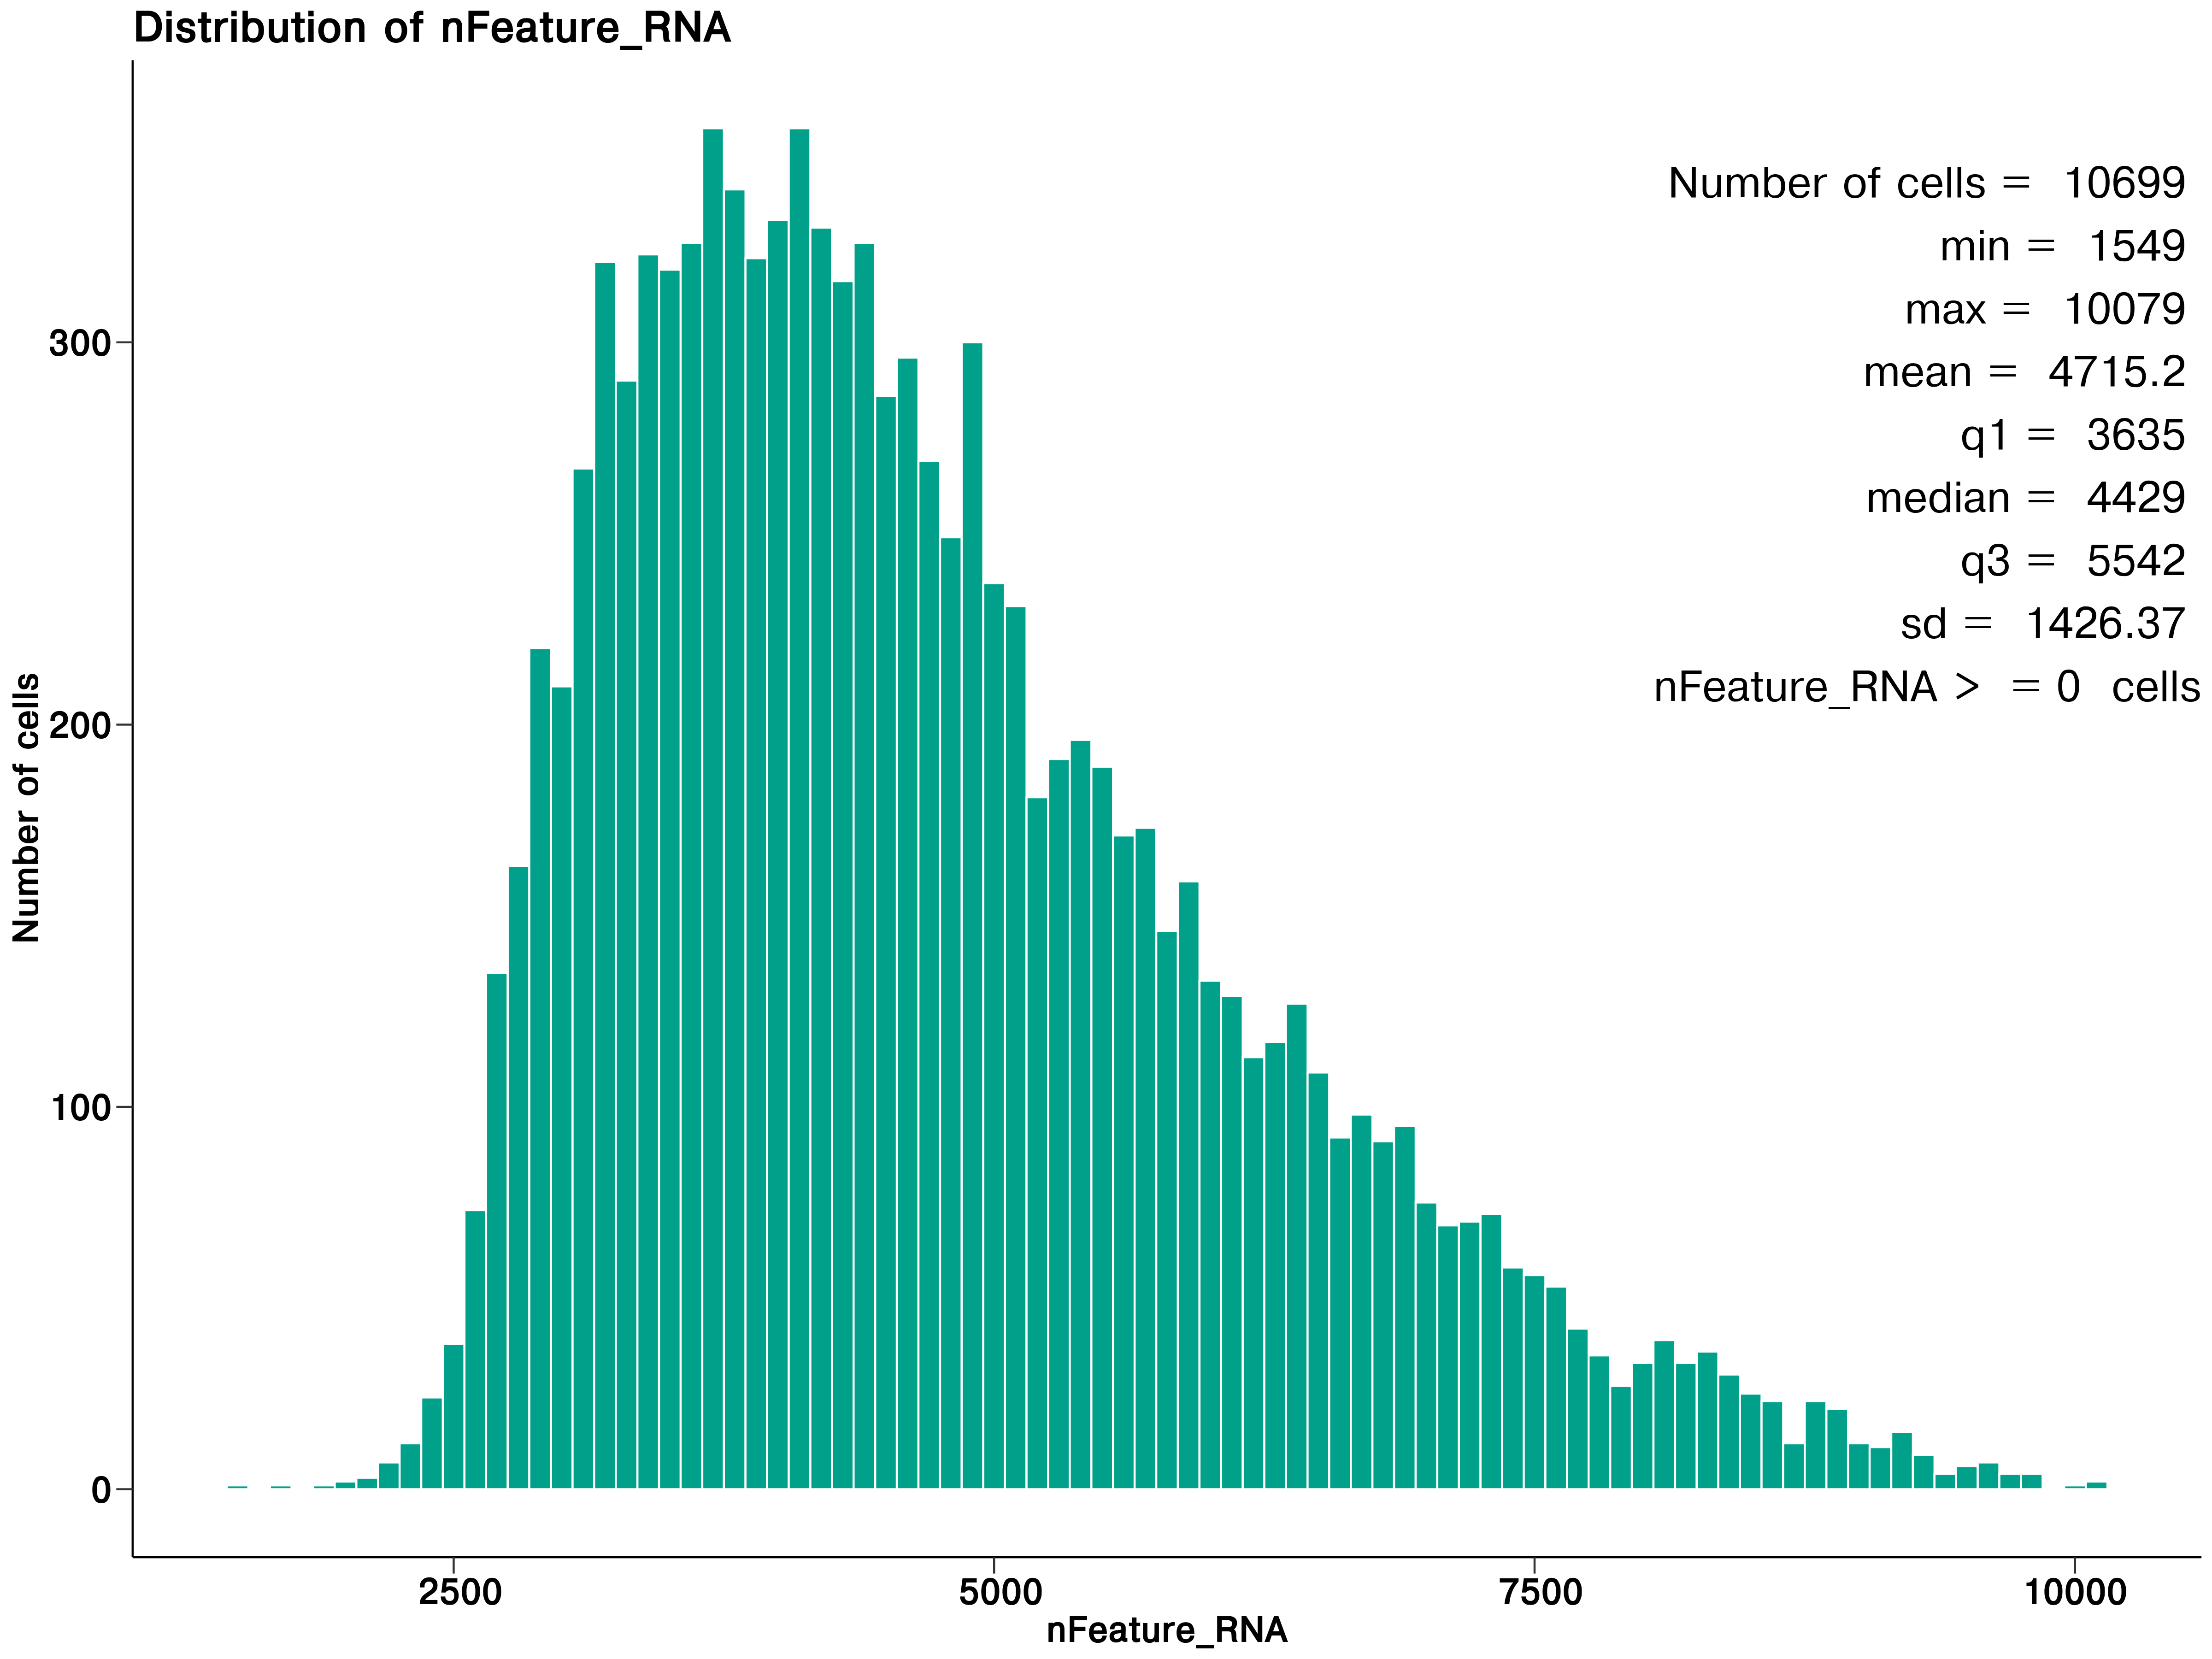 Distribution of nFeature_RNA
Number of cells = 10699
min = 1549
max = 10079
mean = 4715.2
q1 = 3635
median = 4429
q3 = 5542
sd = 1426.37
nFeature_RNA > = 0 cells
Number of cells
300
200
100
0
2500 5000 7500 10000
nFeature_RNA